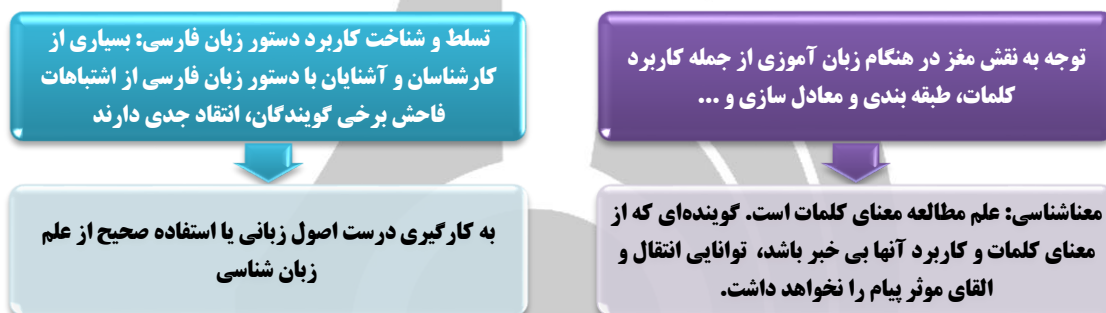 توجه به نقش مغز در هنگام زبان آموزی از جمله کاربرد
کلمات، طبقه بندی و معادل سازی و ...
معناشناسی: علم مطالعه معنای کلمات است. گوینده‌ای که از
معنای کلمات و کاربرد آنها بی خبر باشد، توانایی انتقال و
القای موثر پیام را نخواهد داشت.
تسلط و شناخت کاربرد دستور زبان فارسی: بسیاری از
کارشناسان و آشنایان با دستور زبان فارسی از اشتباهات
فاحش برخی گویندگان، انتقاد جدی دارند
به کارگیری درست اصول زبانی یا استفاده صحیح از علم
زبان شناسی